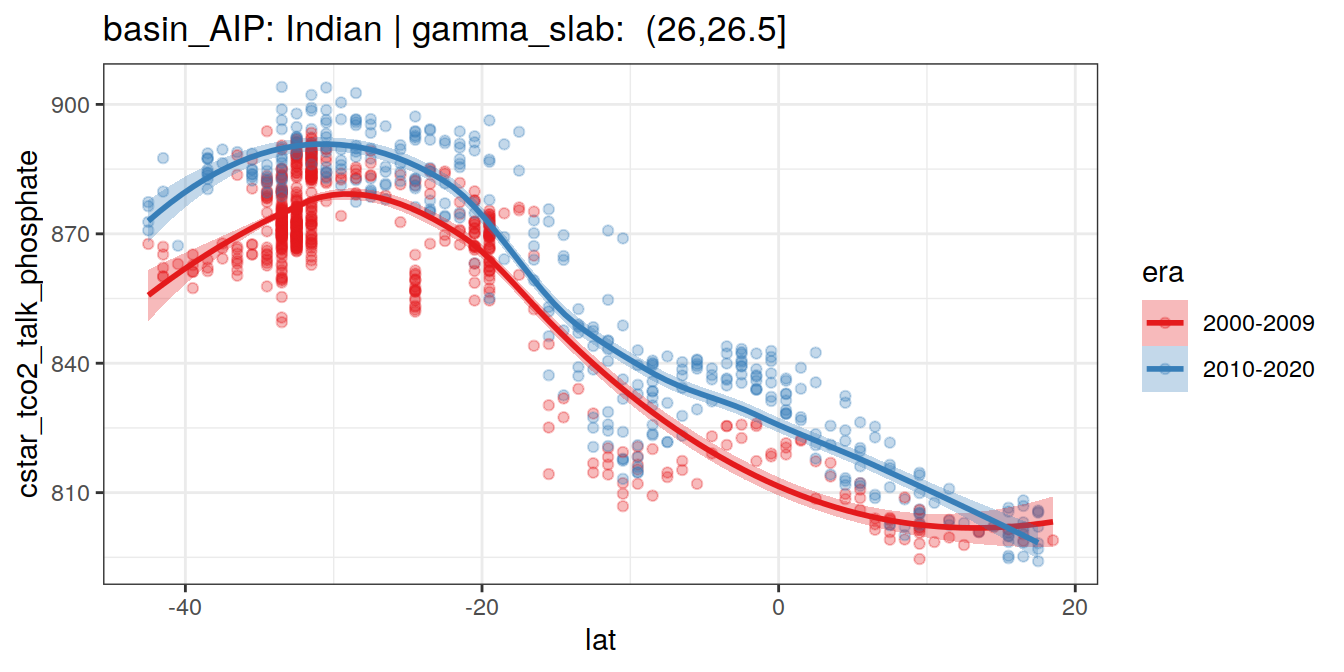 basin_AIP: Indian | gamma_slab:  (26,26.5]
cstar_tco2_talk_phosphate
900
870
840
810
-40
-20
0
20
lat
era
2000-2009
2010-2020